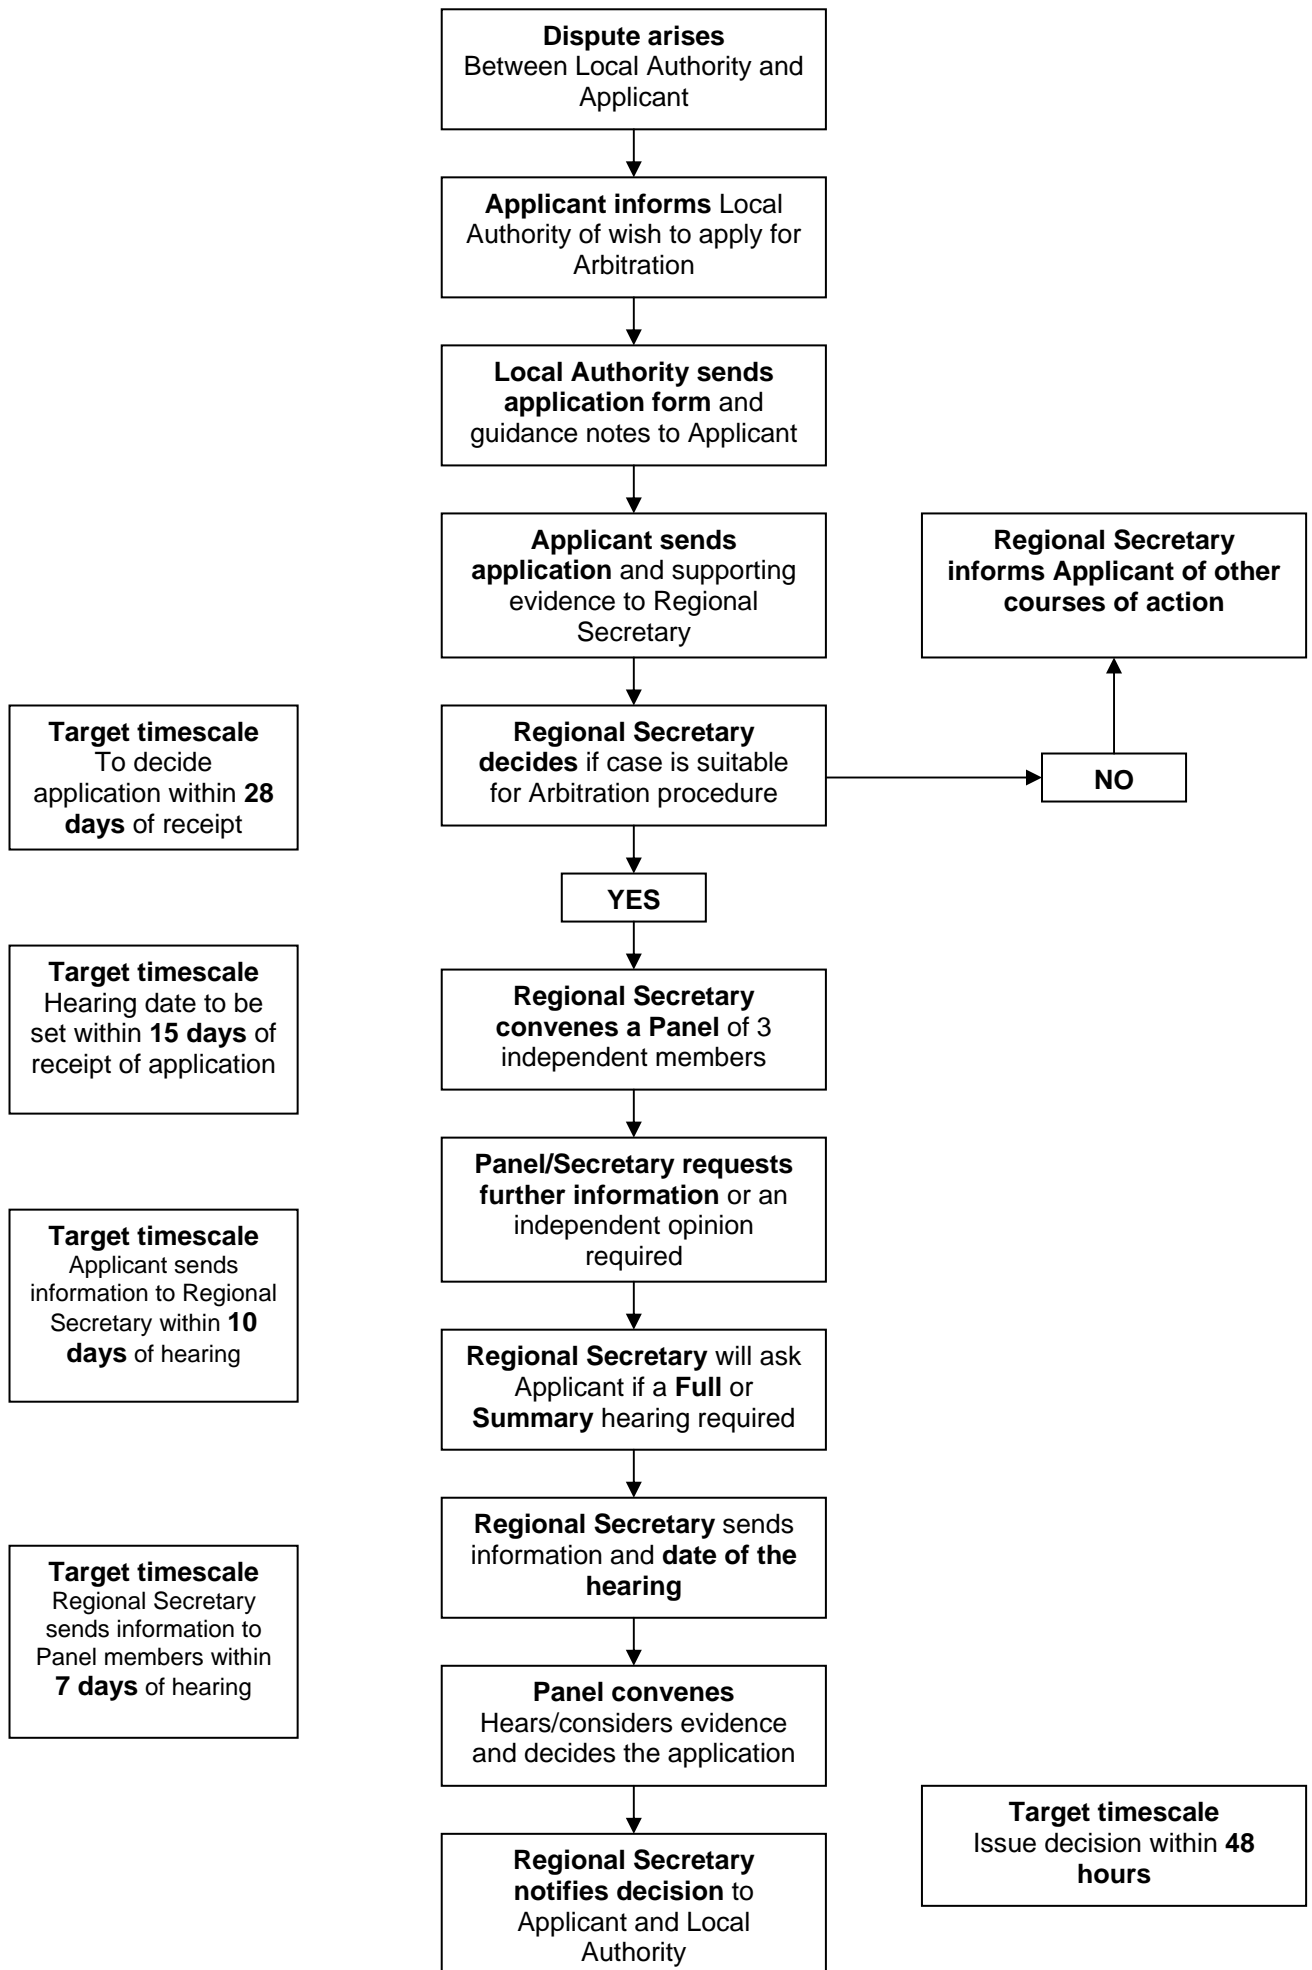 Dispute arises
Between Local Authority and
Applicant
Applicant informs Local
Authority of wish to apply for
Arbitration
Local Authority sends
application form and
guidance notes to Applicant
Applicant sends
application and supporting
evidence to Regional
Secretary
Regional Secretary
informs Applicant of other
courses of action
Target timescale
To decide
application within 28
days of receipt
Regional Secretary
decides if case is suitable
for Arbitration procedure
NO
YES
Target timescale
Hearing date to be
set within 15 days of
receipt of application
Regional Secretary
convenes a Panel of 3
independent members
Panel/Secretary requests
further information or an
independent opinion
required
Target timescale
Applicant sends
information to Regional
Secretary within 10
days of hearing
Regional Secretary will ask
Applicant if a Full or
Summary hearing required
Regional Secretary sends
information and date of the
hearing
Target timescale
Regional Secretary
sends information to
Panel members within
7 days of hearing
Panel convenes
Hears/considers evidence
and decides the application
Target timescale
Issue decision within 48
hours
Regional Secretary
notifies decision to
Applicant and Local
Authority